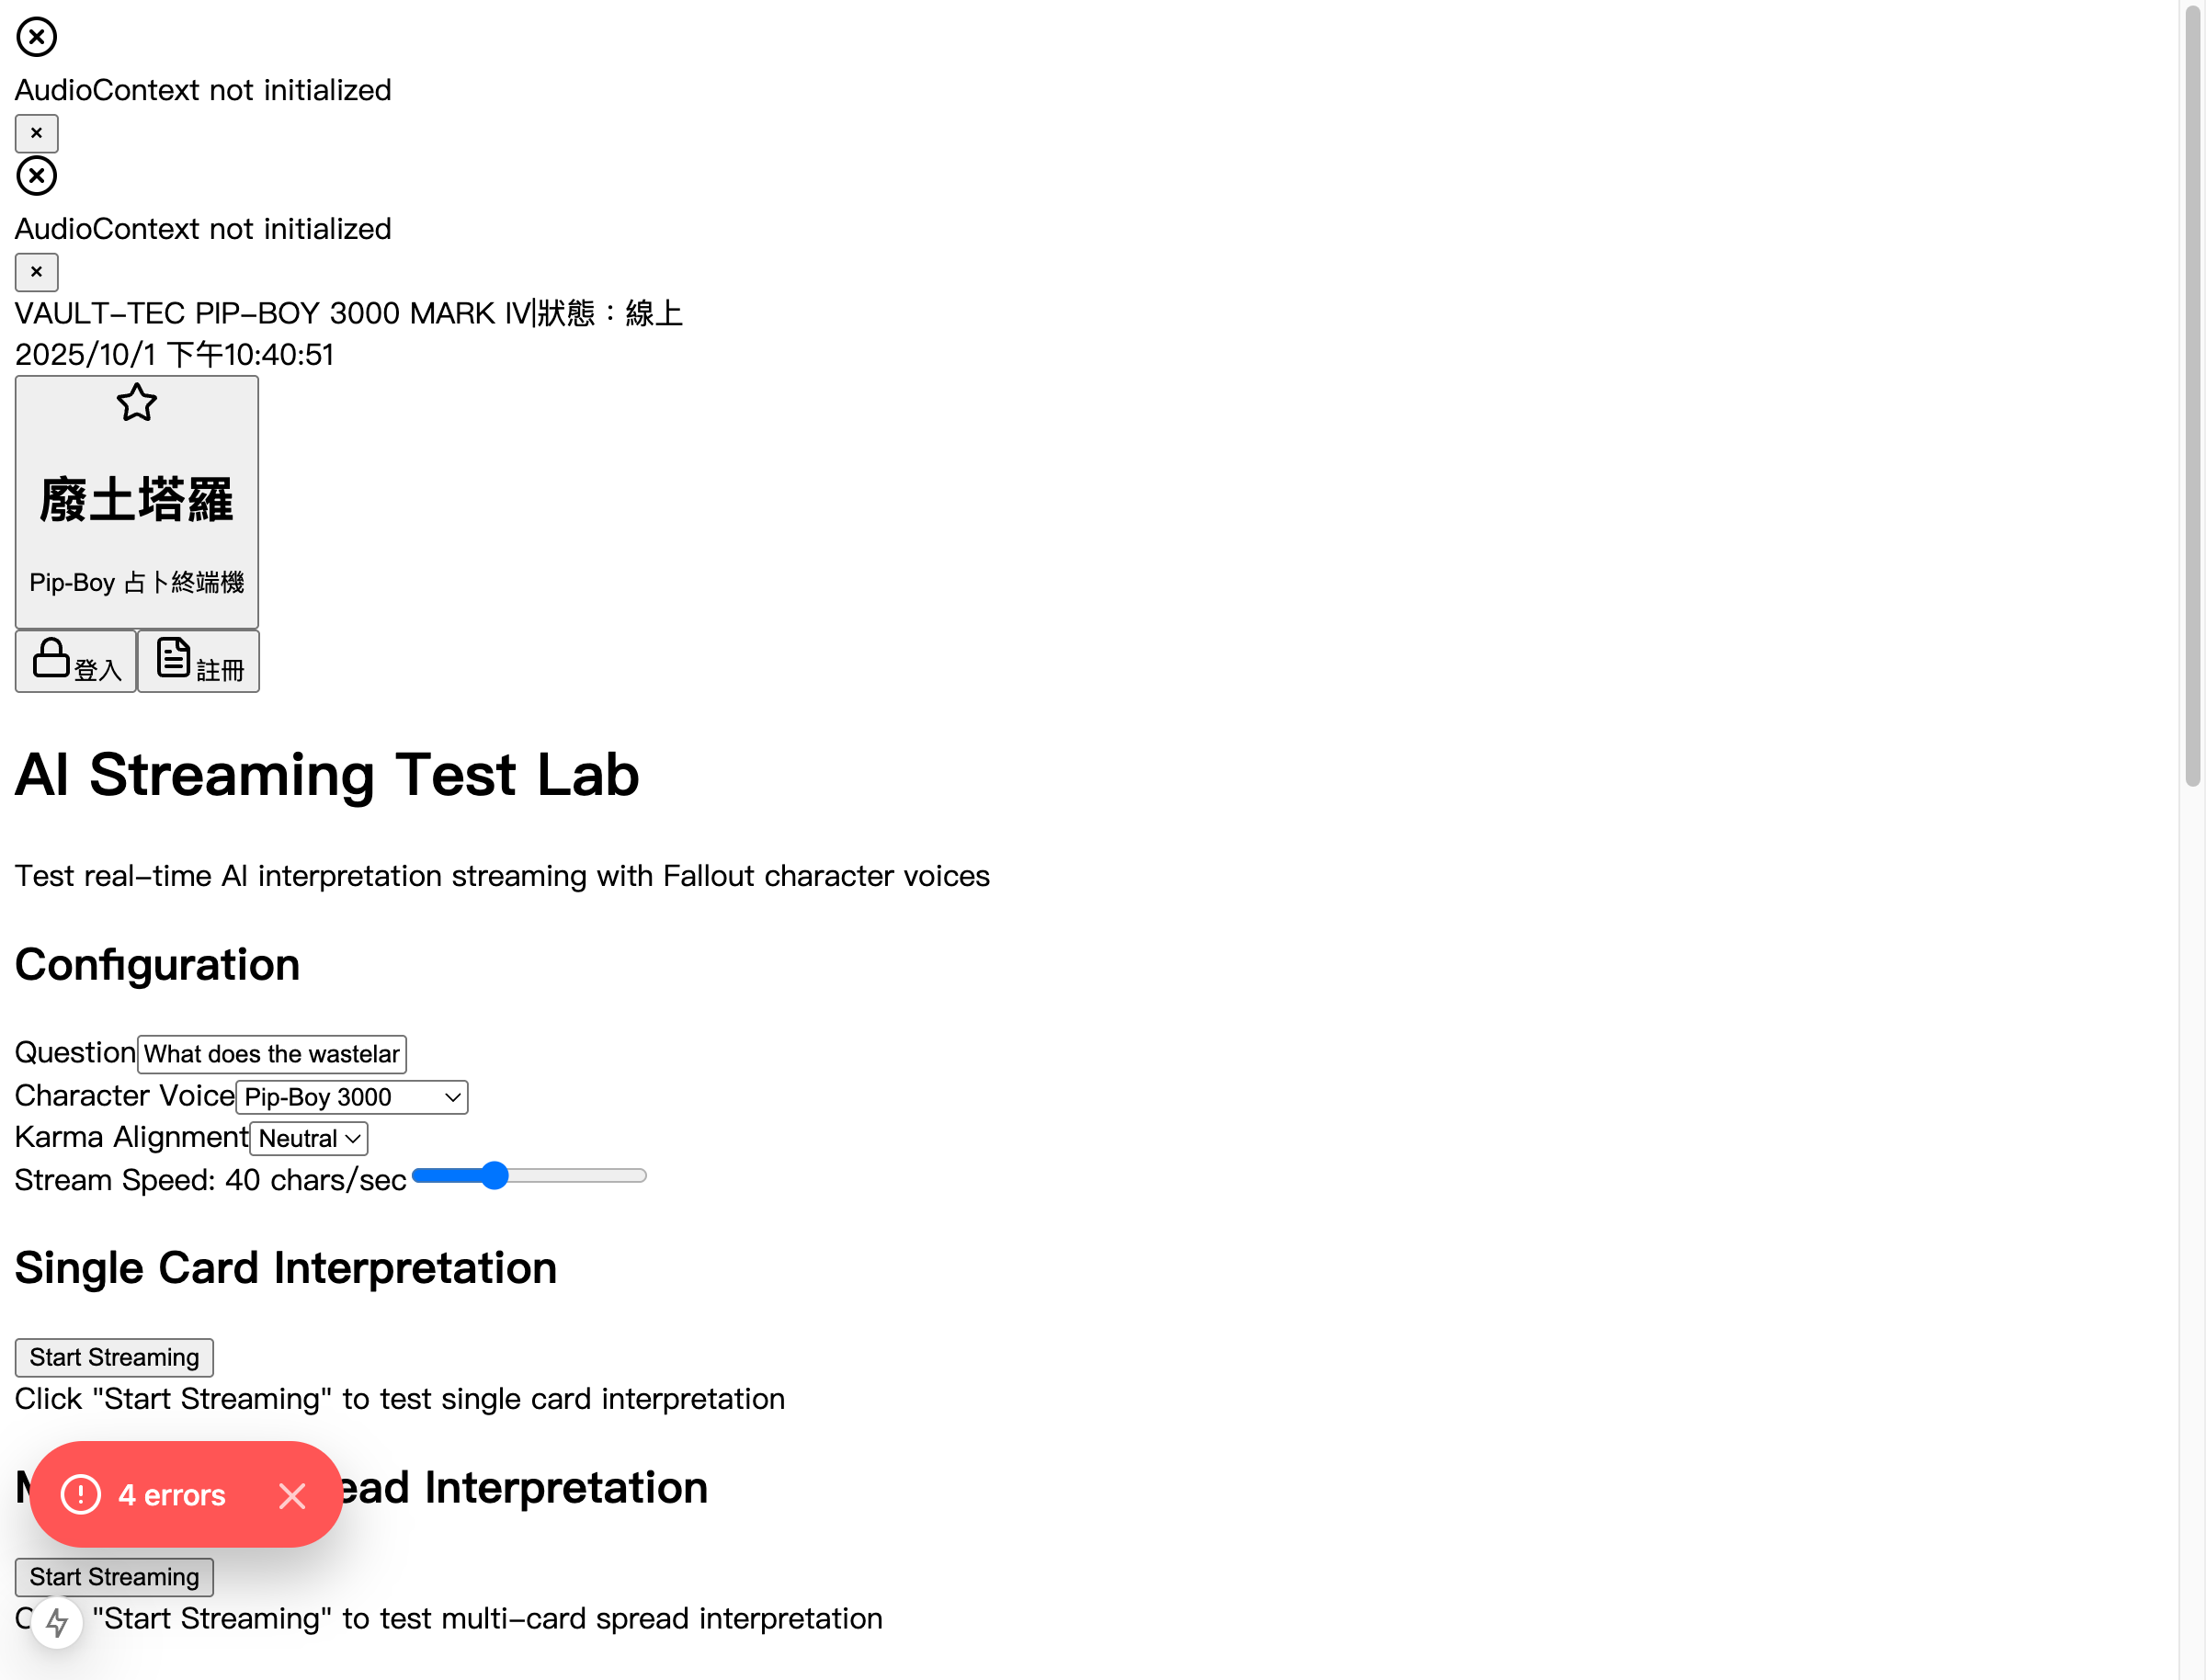 AudioContext not initialized
×
AudioContext not initialized
×
VAULT-TEC PIP-BOY 3000 MARK IV|狀態：線上
2025/10/1 下午10:40:51
廢土塔羅
Pip-Boy 占卜終端機
登入 註冊
AI Streaming Test Lab
Test real-time AI interpretation streaming with Fallout character voices
Configuration
Question What does the wastelan
Character Voice Pip-Boy 3000
Karma Alignment Neutral
Stream Speed: 40 chars/sec
Single Card Interpretation
Start Streaming
Click "Start Streaming" to test single card interpretation
4 errors
Interpretation
Start Streaming
"Start Streaming" to test multi-card spread interpretation